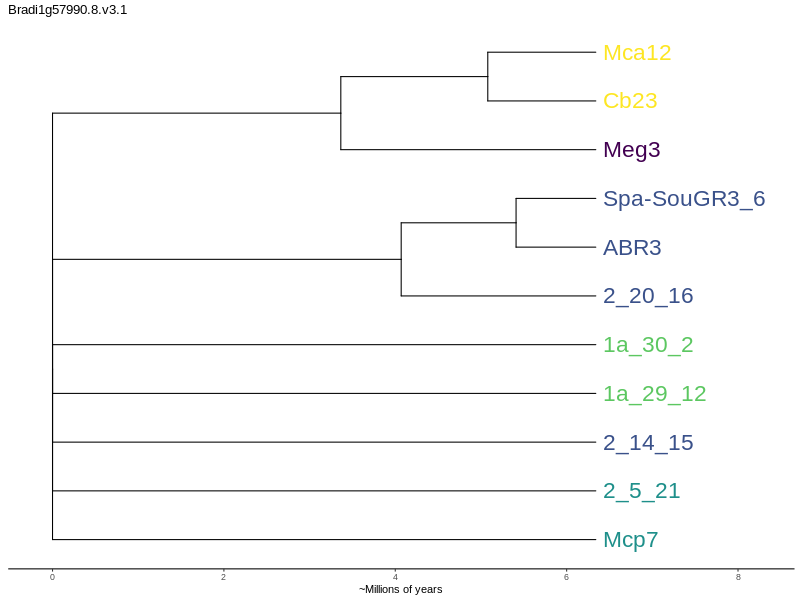 Bradi1g57990.8.v3.1
Mca12
Cb23
Meg3
Spa-SouGR3_6
ABR3
2_20_16
1a_30_2
1a_29_12
2_14_15
2_5_21
Mcp7
0 2 4 6 8
~Millions of years